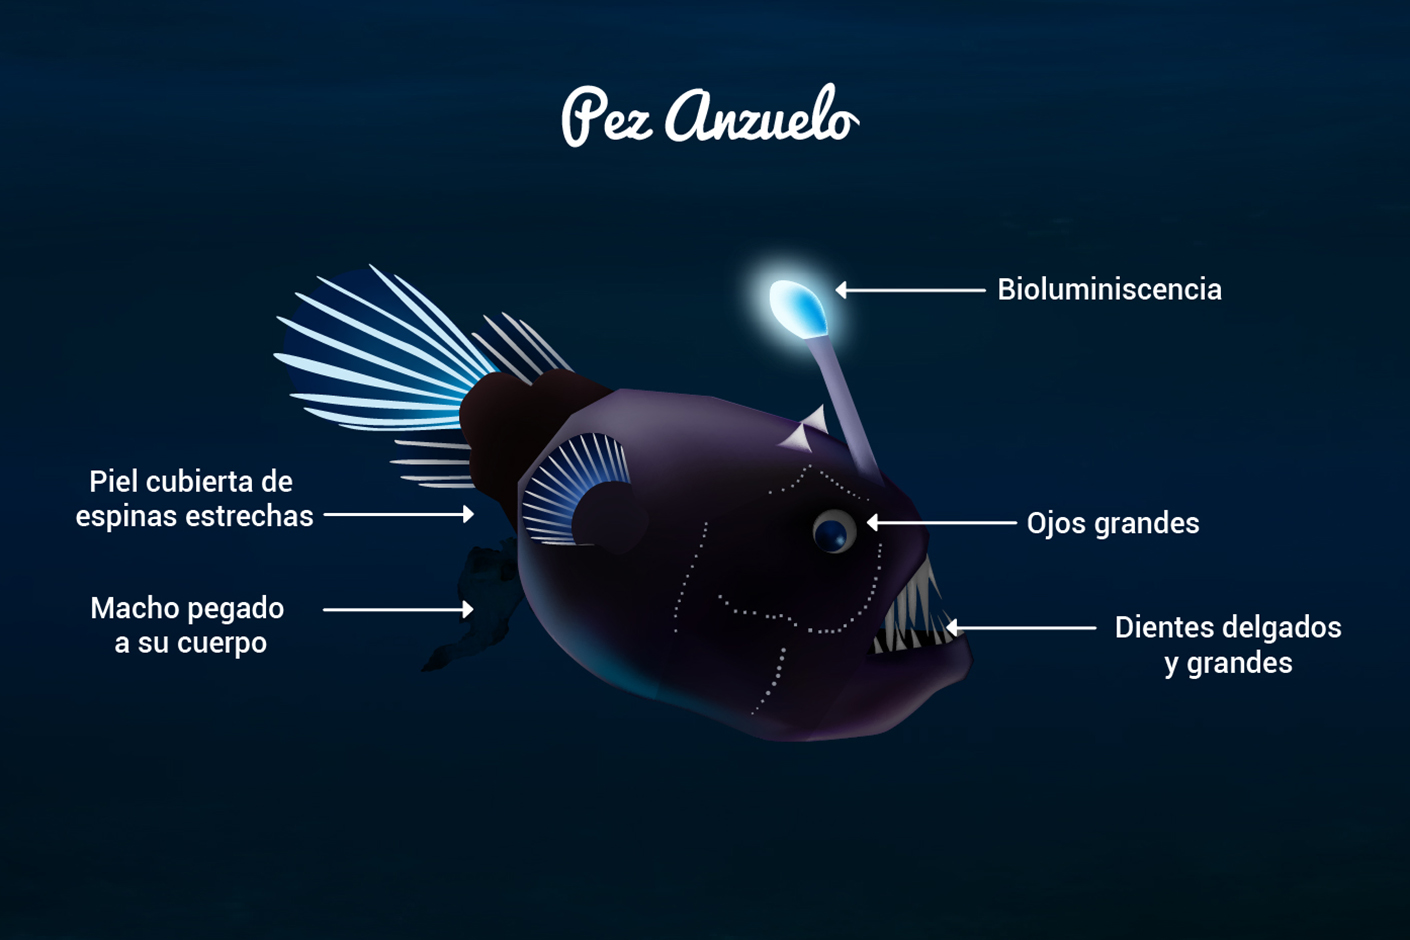 Pez Anzuelo
Bioluminiscencia
Piel cubierta de
espinas estrechas
Ojos grandes
Macho pegado
a su cuerpo
Dientes delgados
y grandes